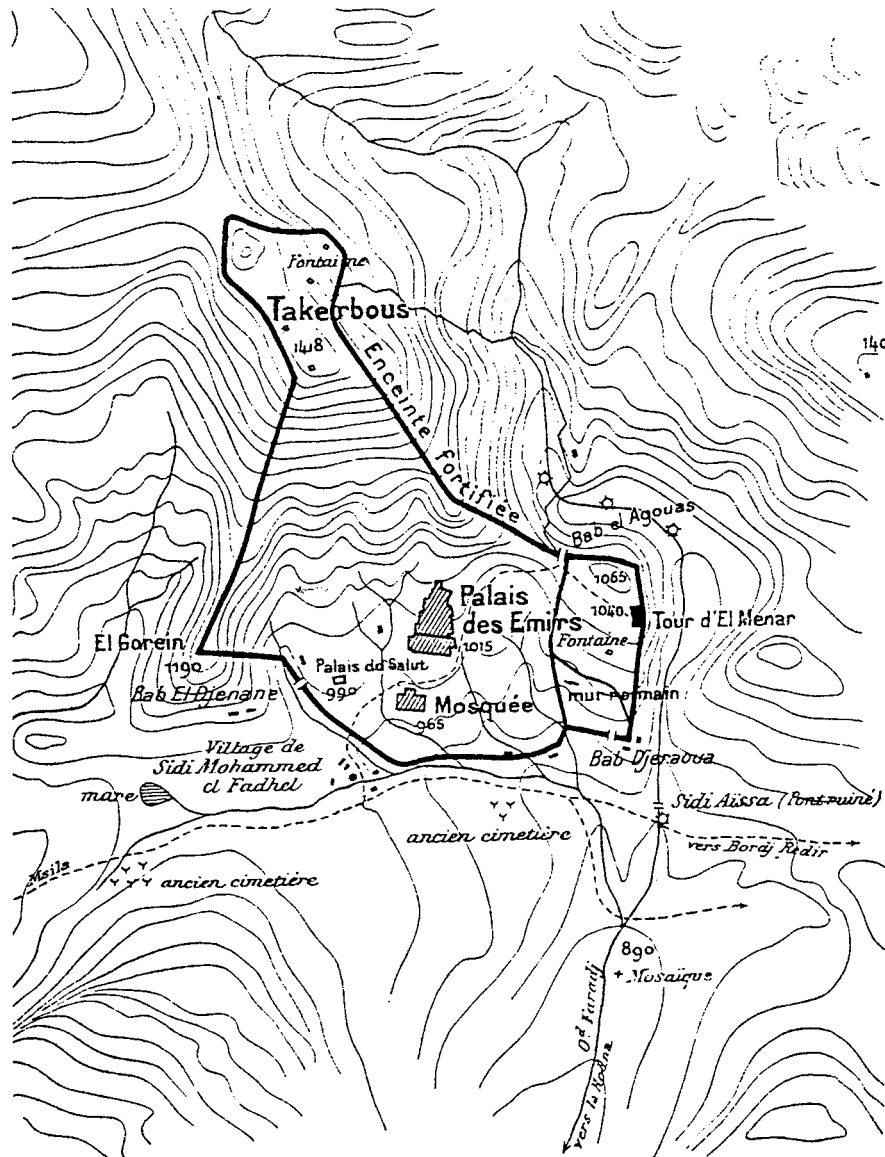 Fontaine
Takerbous
1418
140
Enceinte fortifiée
Bab el Agouas
1065
1040
Tour d'El Menar
Palais
des Emirs
Fontaine
1015
El Gorein
1190
Palais du Salut
990
Bab El Djenane
Mosquée
965
mur romain
Village de
Sidi Mohammed
el Fadhel
Bab Djeraoua
mare
Sidi Aïssa (Pont ruiné)
ancien cimetière
vers Bordj Redir
Msila
ancien cimetière
890
+ Mosaïque
Od Faradj
vers la Hodna